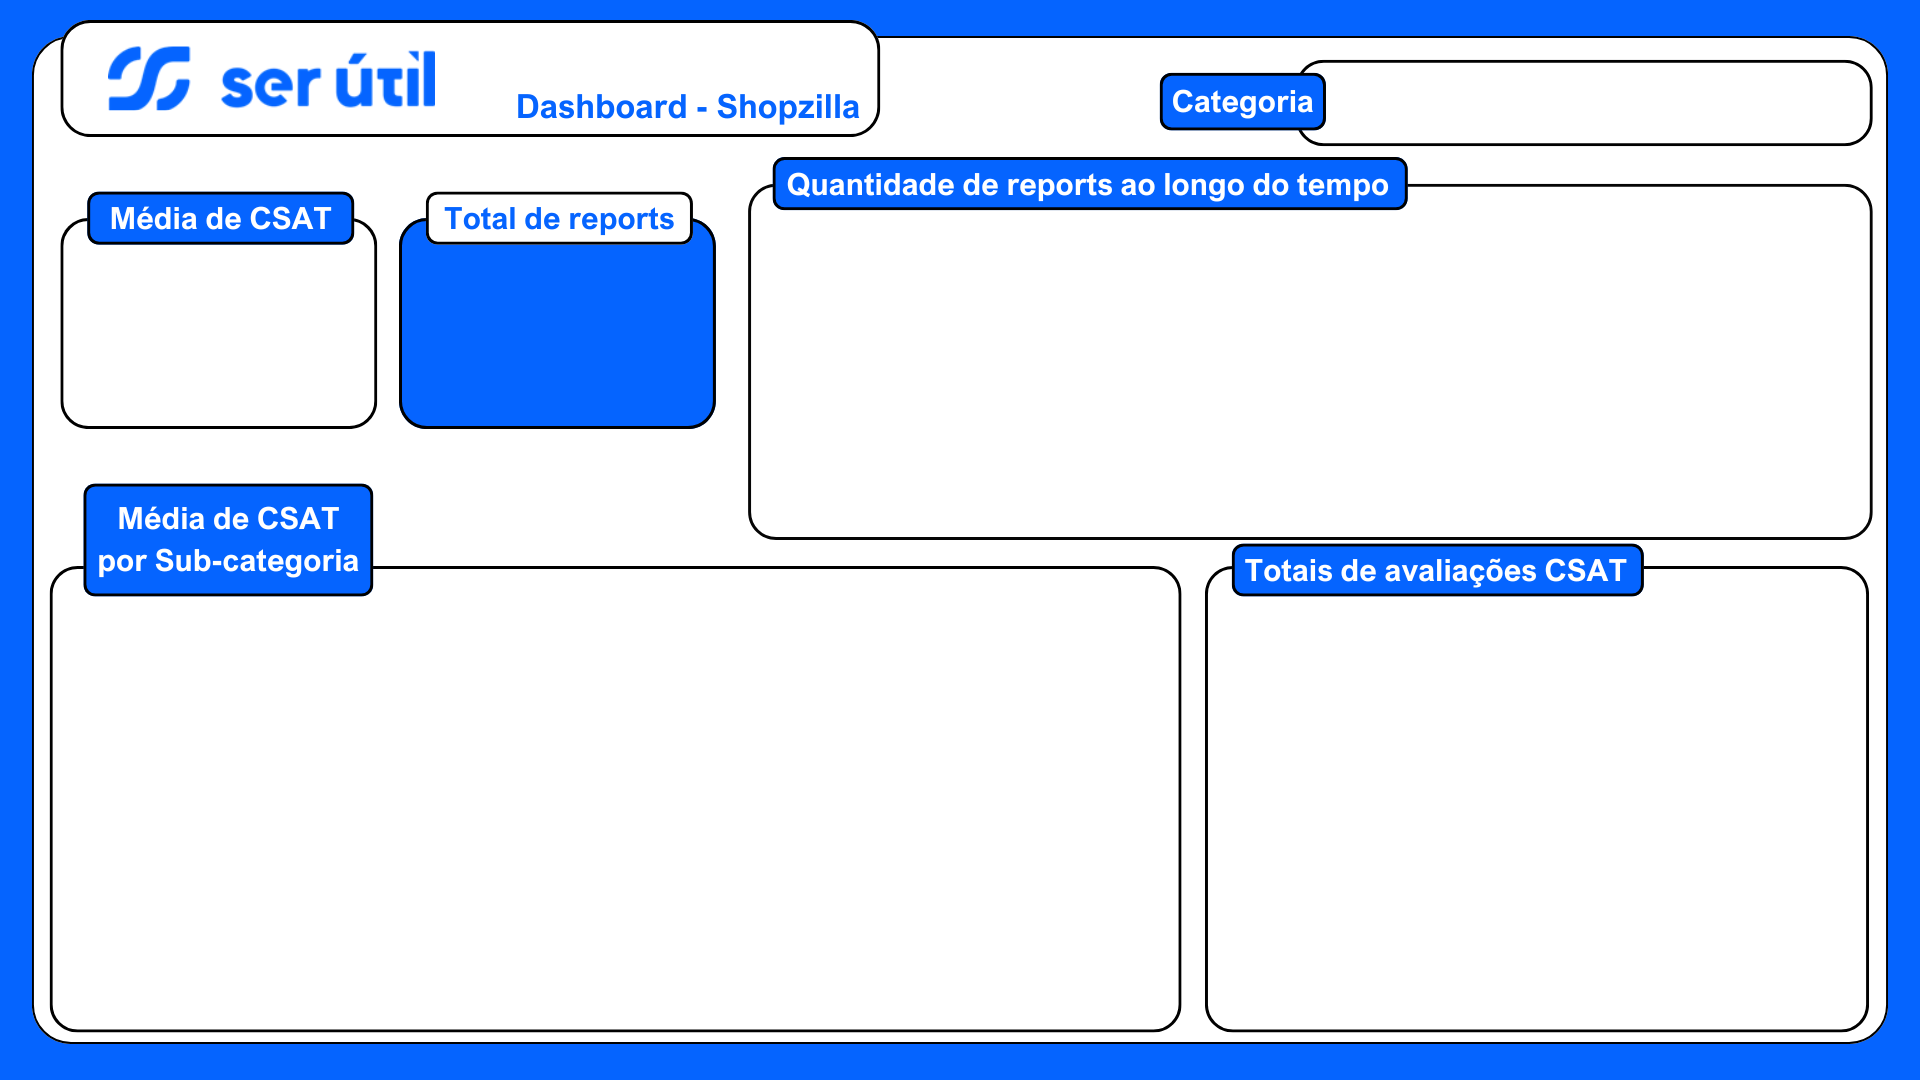 ser útil
Dashboard - Shopzilla
Categoria
Quantidade de reports ao longo do tempo
Média de CSAT
Total de reports
Média de CSAT
por Sub-categoria
Totais de avaliações CSAT